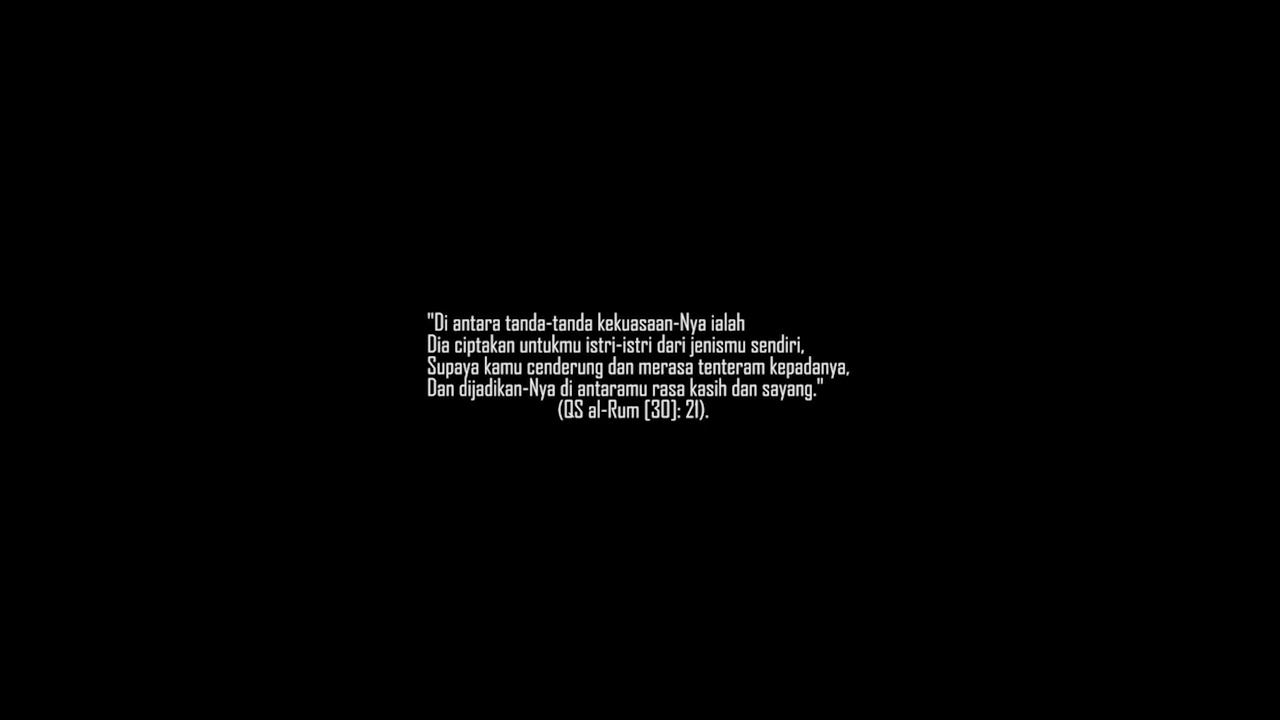 "Di antara tanda-tanda kekuasaan-Nya ialah
Dia ciptakan untukmu istri-istri dari jenismu sendiri,
Supaya kamu cenderung dan merasa tenteram kepadanya,
Dan dijadikan-Nya di antaramu rasa kasih dan sayang."
(QS al-Rum [30]: 21).